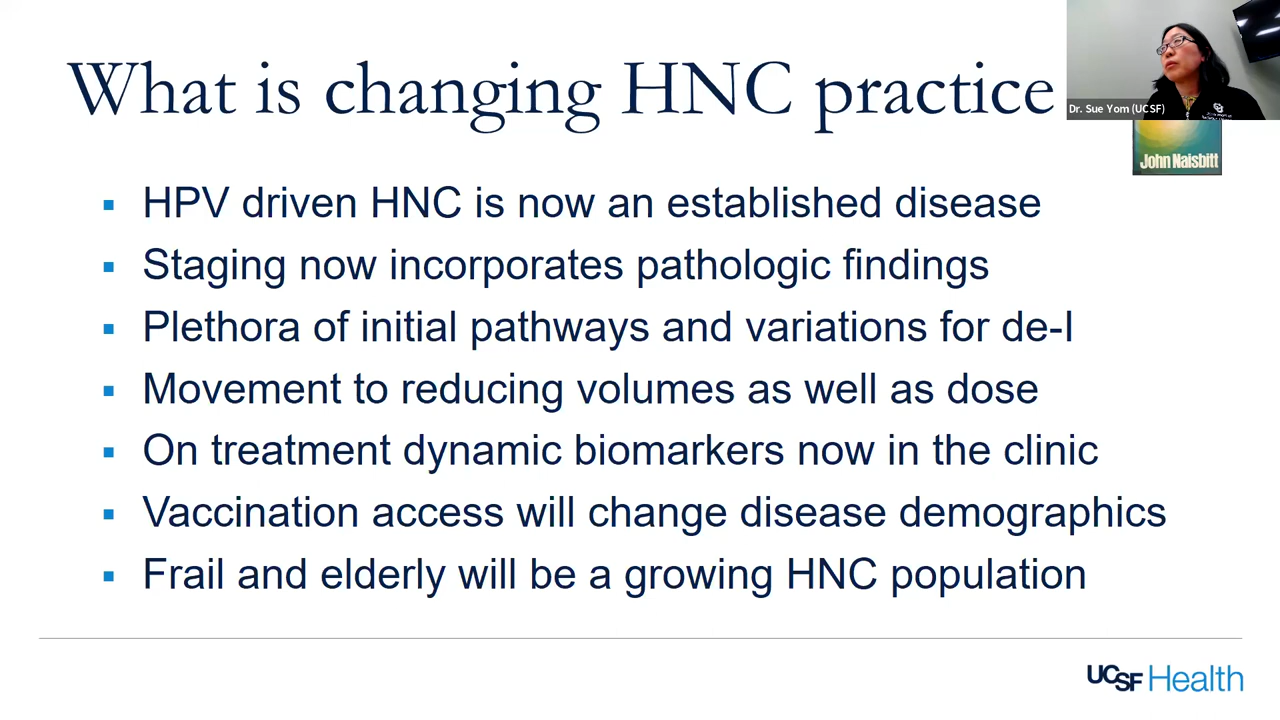 What is changing HNC practice
Dr. Sue Yom (UCSF)
John Naisbitt
▪ HPV driven HNC is now an established disease
▪ Staging now incorporates pathologic findings
▪ Plethora of initial pathways and variations for de-I
▪ Movement to reducing volumes as well as dose
▪ On treatment dynamic biomarkers now in the clinic
▪ Vaccination access will change disease demographics
▪ Frail and elderly will be a growing HNC population
UCSF Health